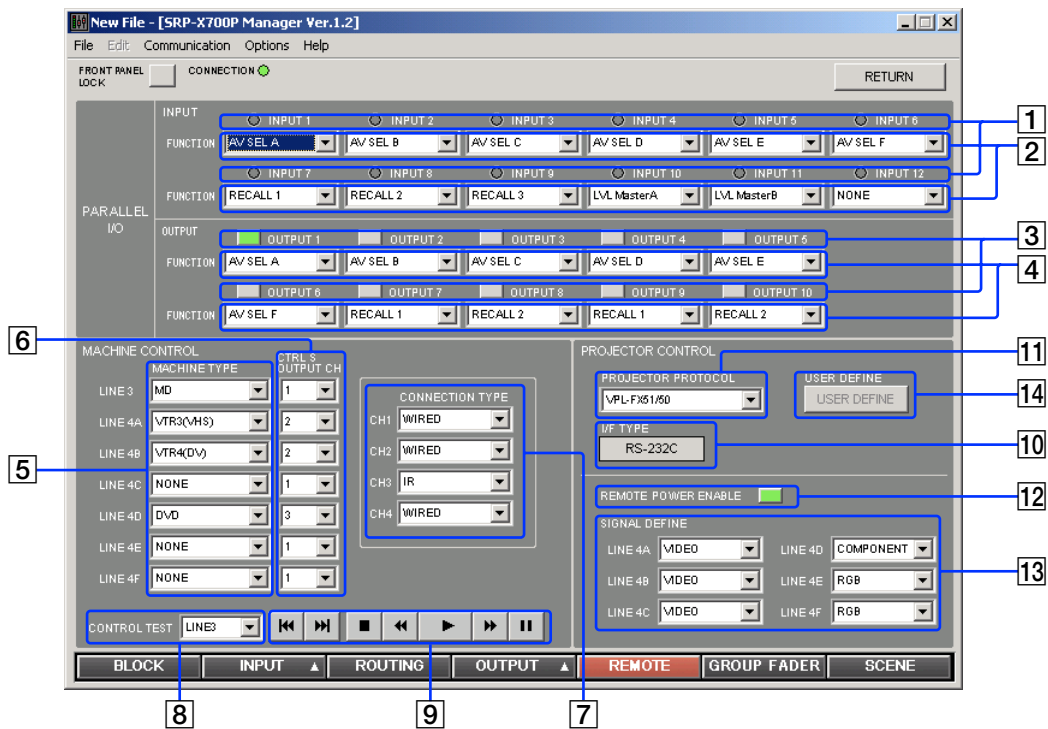 New File - [SRP-X700P Manager Ver.1.2]
File Edit Communication Options Help
FRONT PANEL LOCK CONNECTION
RETURN
INPUT
INPUT 1 INPUT 2 INPUT 3 INPUT 4 INPUT 5 INPUT 6
1
FUNCTION AV SEL A AV SEL B AV SEL C AV SEL D AV SEL E AV SEL F
2
INPUT 7 INPUT 8 INPUT 9 INPUT 10 INPUT 11 INPUT 12
FUNCTION RECALL 1 RECALL 2 RECALL 3 LVL MasterA LVL MasterB NONE
PARALLEL
I/O
OUTPUT
OUTPUT 1 OUTPUT 2 OUTPUT 3 OUTPUT 4 OUTPUT 5
3
FUNCTION AV SEL A AV SEL B AV SEL C AV SEL D AV SEL E
4
OUTPUT 6 OUTPUT 7 OUTPUT 8 OUTPUT 9 OUTPUT 10
FUNCTION AV SEL F RECALL 1 RECALL 2 RECALL 1 RECALL 2
6
MACHINE CONTROL
MACHINE TYPE
CTRL S
OUTPUT CH
LINE 3 MD 1
LINE 4A VTR3(VHS) 2
LINE 4B VTR4(DV) 2
LINE 4C NONE 1
LINE 4D DVD 3
LINE 4E NONE 1
LINE 4F NONE 1
5
CONNECTION TYPE
CH1 WIRED
CH2 WIRED
CH3 IR
CH4 WIRED
PROJECTOR CONTROL
11
PROJECTOR PROTOCOL
VPL-FX51/50
USER DEFINE
USER DEFINE
14
I/F TYPE
RS-232C
10
REMOTE POWER ENABLE
12
SIGNAL DEFINE
LINE 4A VIDEO LINE 4D COMPONENT
LINE 4B VIDEO LINE 4E RGB
LINE 4C VIDEO LINE 4F RGB
13
CONTROL TEST LINE3
BLOCK INPUT ROUTING OUTPUT REMOTE GROUP FADER SCENE
8 9 7